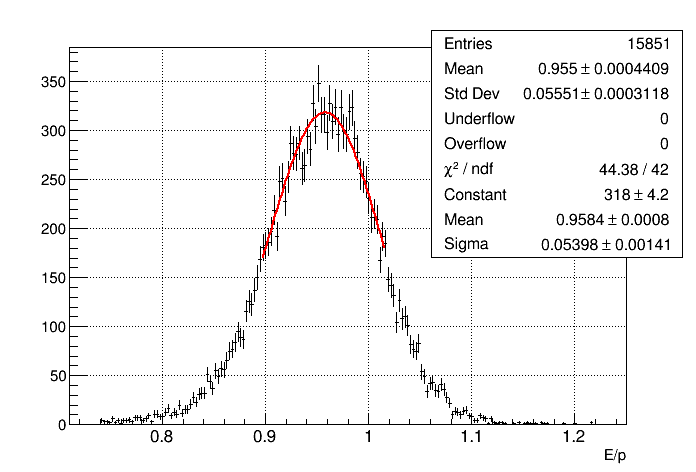 Entries 15851
Mean 0.955 ± 0.0004409
Std Dev 0.05551 ± 0.0003118
Underflow 0
Overflow 0
χ² / ndf 44.38 / 42
Constant 318 ± 4.2
Mean 0.9584 ± 0.0008
Sigma 0.05398 ± 0.00141
350
300
250
200
150
100
50
0
0.8 0.9 1 1.1 1.2
E/p